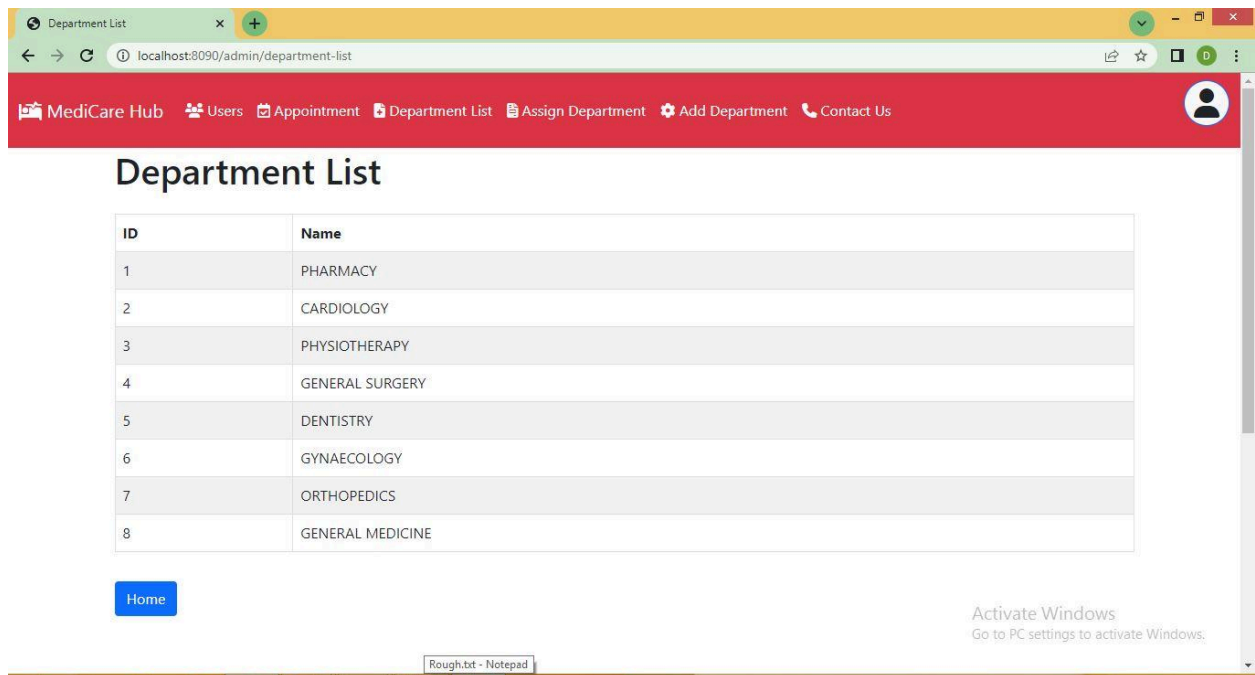 Department List
localhost:8090/admin/department-list
D
MediCare Hub Users Appointment Department List Assign Department Add Department Contact Us
Department List
ID Name
1 PHARMACY
2 CARDIOLOGY
3 PHYSIOTHERAPY
4 GENERAL SURGERY
5 DENTISTRY
6 GYNAECOLOGY
7 ORTHOPEDICS
8 GENERAL MEDICINE
Home
Activate Windows
Go to PC settings to activate Windows.
Rough.txt - Notepad